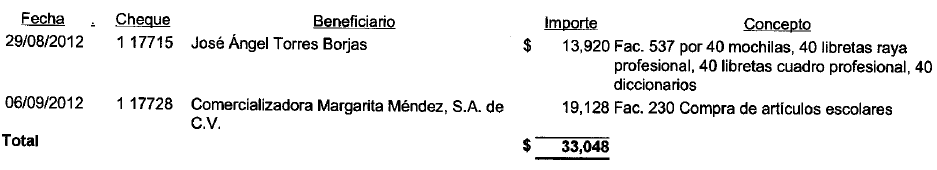 Fecha . Cheque Beneficiario Importe Concepto
29/08/2012 1 17715 José Ángel Torres Borjas $ 13,920 Fac. 537 por 40 mochilas, 40 libretas raya
profesional, 40 libretas cuadro profesional, 40
diccionarios
06/09/2012 1 17728 Comercializadora Margarita Méndez, S.A. de 19,128 Fac. 230 Compra de artículos escolares
C.V.
Total $ 33,048